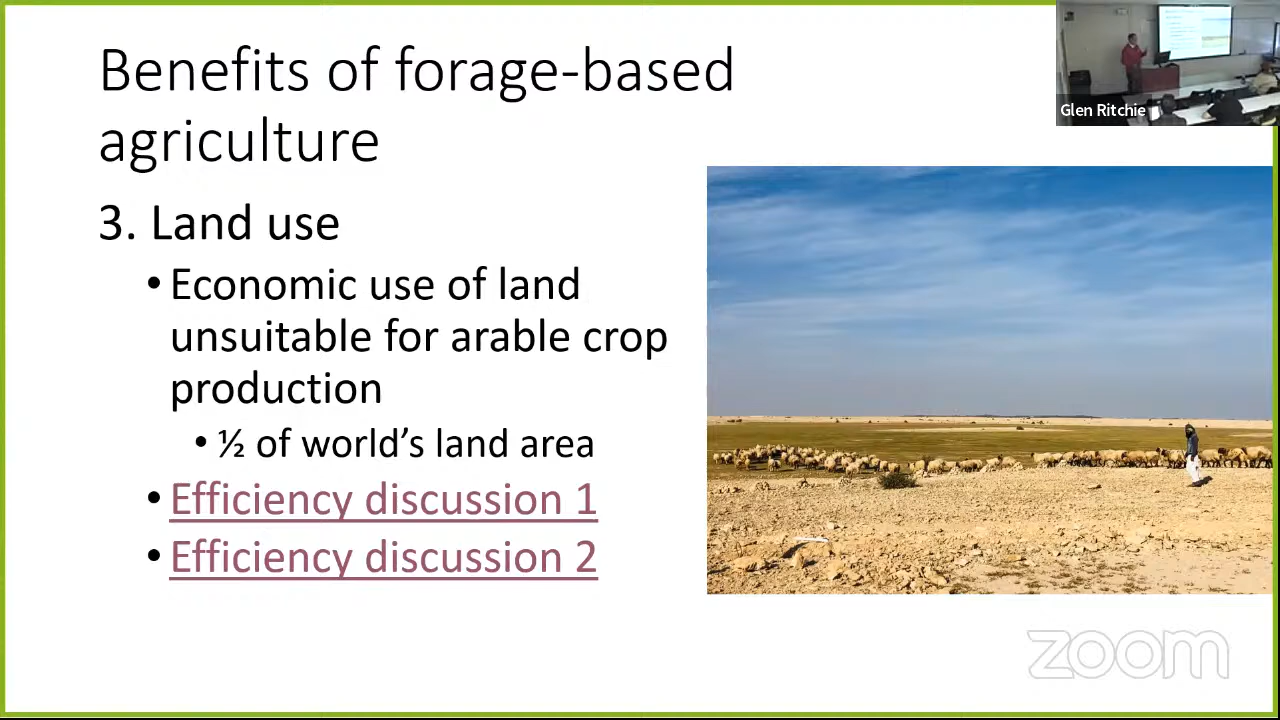 Benefits of forage-based
agriculture
3. Land use
• Economic use of land
unsuitable for arable crop
production
• ½ of world's land area
• Efficiency discussion 1
• Efficiency discussion 2
Glen Ritchie
zoom